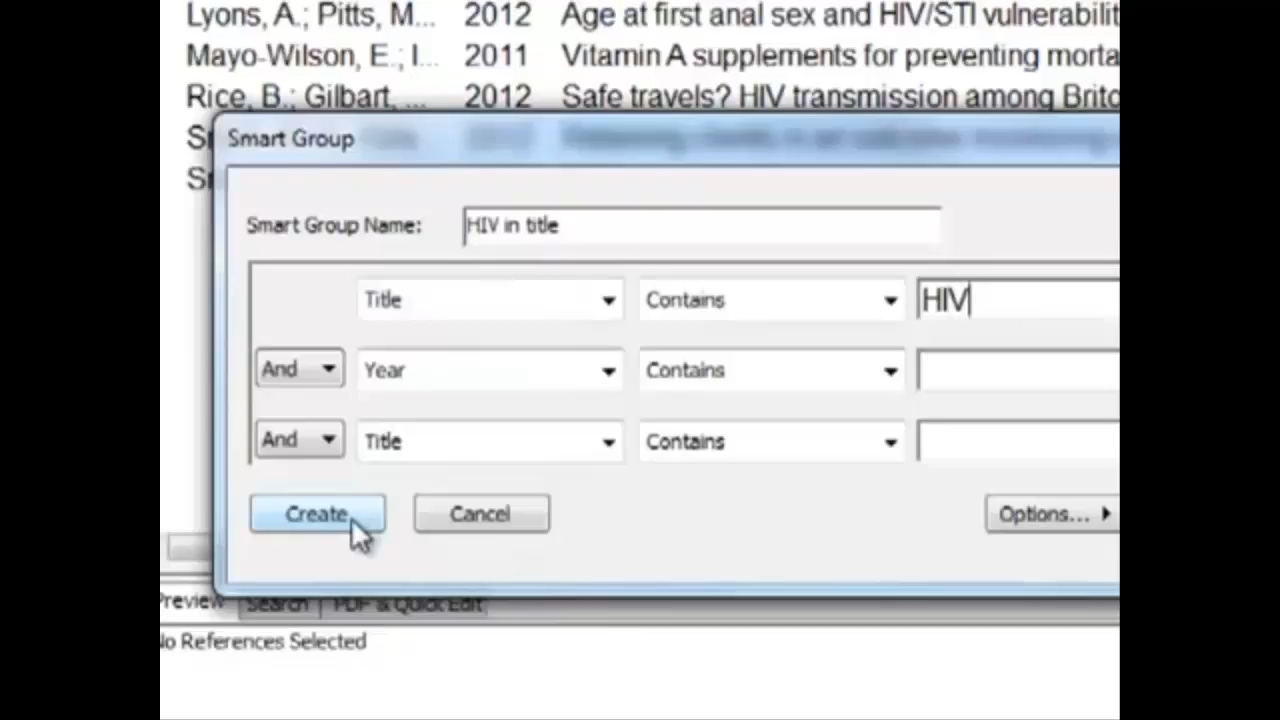 Lyons, A.; Pitts, M... 2012 Age at first anal sex and HIV/STI vulnerabilit
Mayo-Wilson, E.; I... 2011 Vitamin A supplements for preventing morta
Rice, B.; Gilbart, ... 2012 Safe travels? HIV transmission among Brito
Smart Group
Smart Group Name: HIV in title
Title Contains HIV
And Year Contains
And Title Contains
Create Cancel Options...
Preview Search PDF & Quick Edit
No References Selected